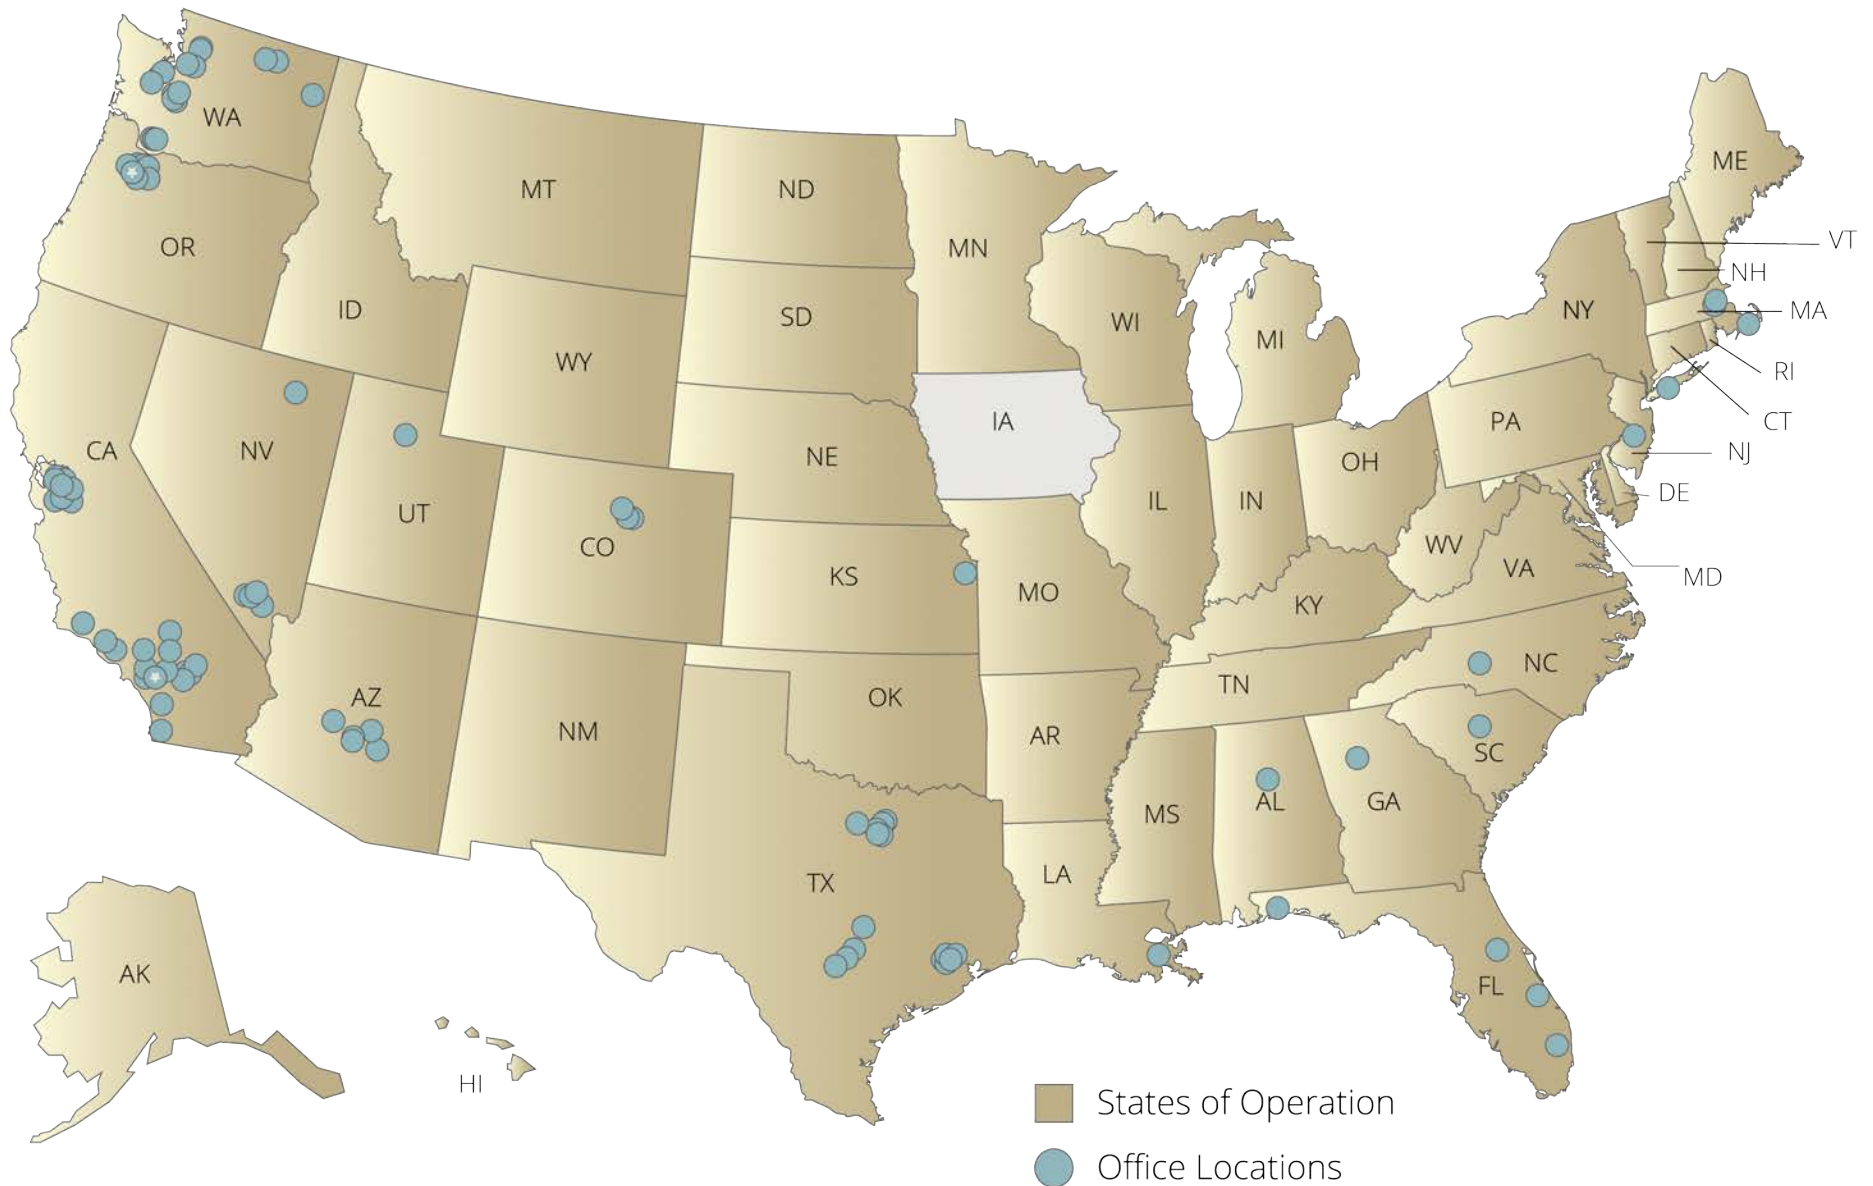 WA
MT
ND
MN
ME
OR
ID
SD
WI
MI
NY
VT
NH
MA
RI
CT
NJ
DE
MD
WY
NE
IA
PA
CA
NV
UT
CO
KS
MO
IL
IN
OH
WV
VA
KY
AZ
NM
OK
AR
TN
NC
SC
TX
LA
MS
AL
GA
FL
AK
HI
States of Operation
Office Locations